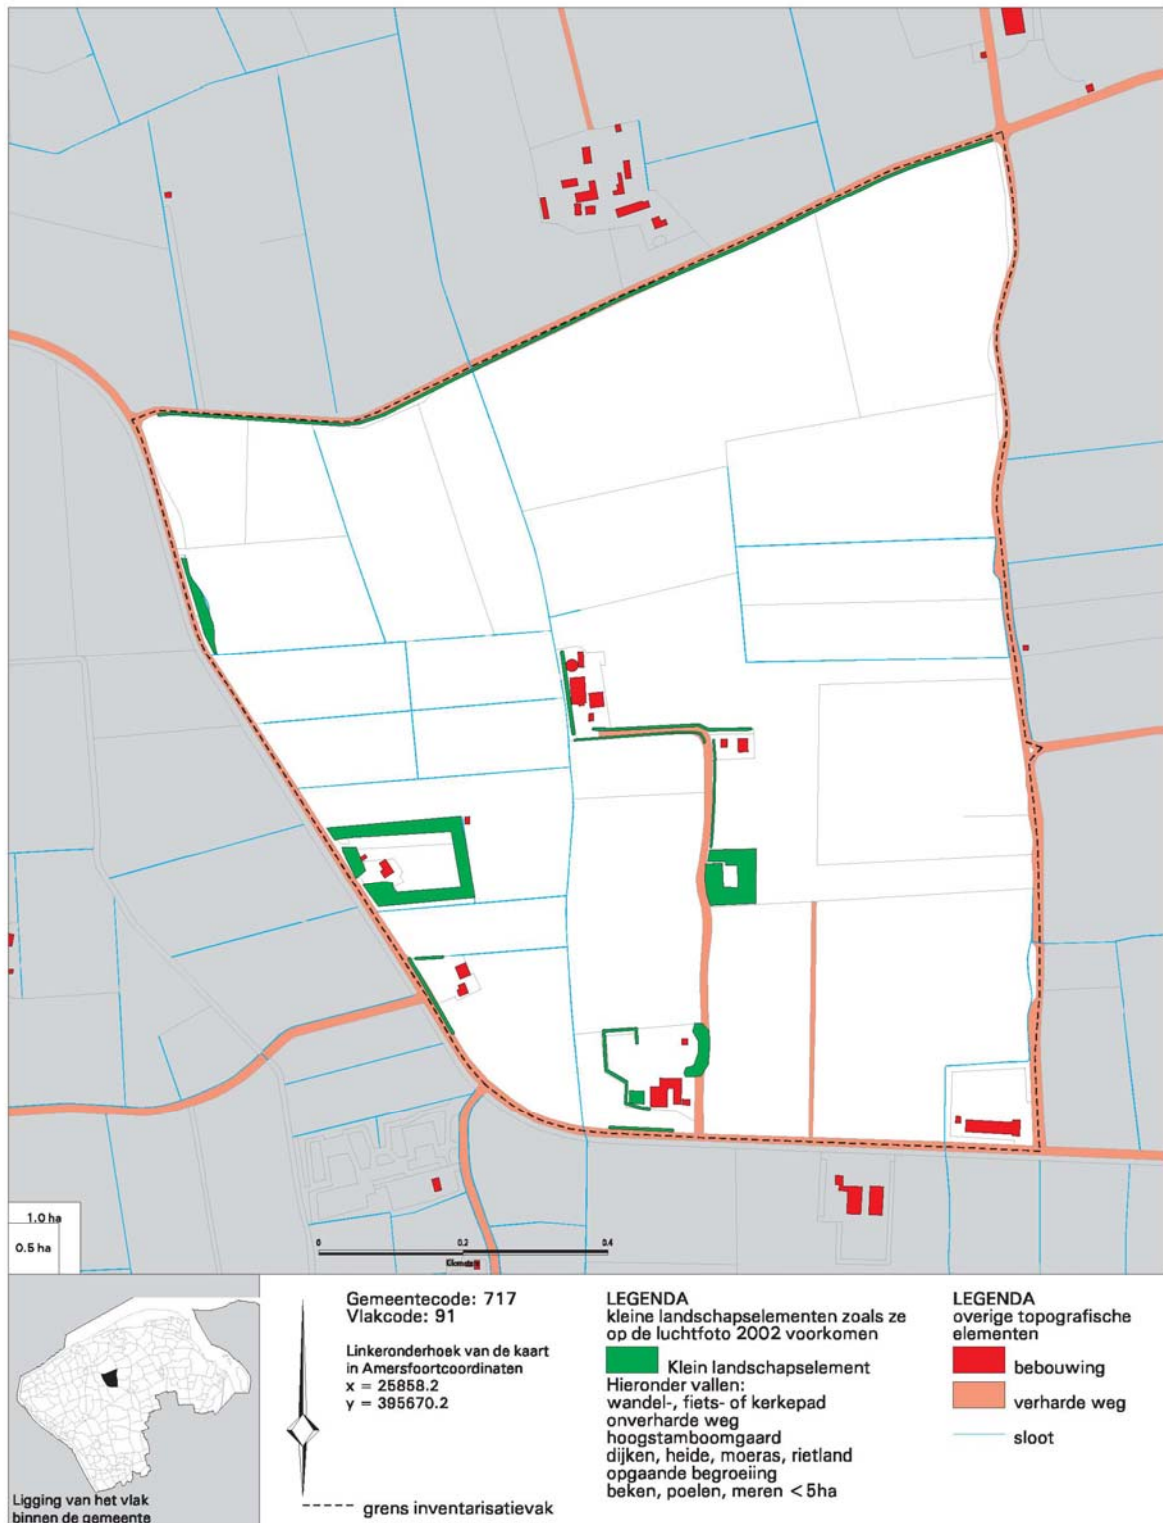 1.0 ha
0.5 ha
0
0.2
0.4
Kilometers
Gemeentecode: 717
Vlakcode: 91
Linkeronderhoek van de kaart
in Amersfoortcoordinaten
x = 25858.2
y = 395670.2
grens inventarisatievak
Ligging van het vlak
binnen de gemeente
LEGENDA
kleine landschapselementen zoals ze
op de luchtfoto 2002 voorkomen
Klein landschapselement
Hieronder vallen:
wandel-, fiets- of kerkepad
onverharde weg
hoogstamboomgaard
dijken, heide, moeras, rietland
opgaande begroeiing
beken, poelen, meren <5ha
LEGENDA
overige topografische
elementen
bebouwing
verharde weg
sloot